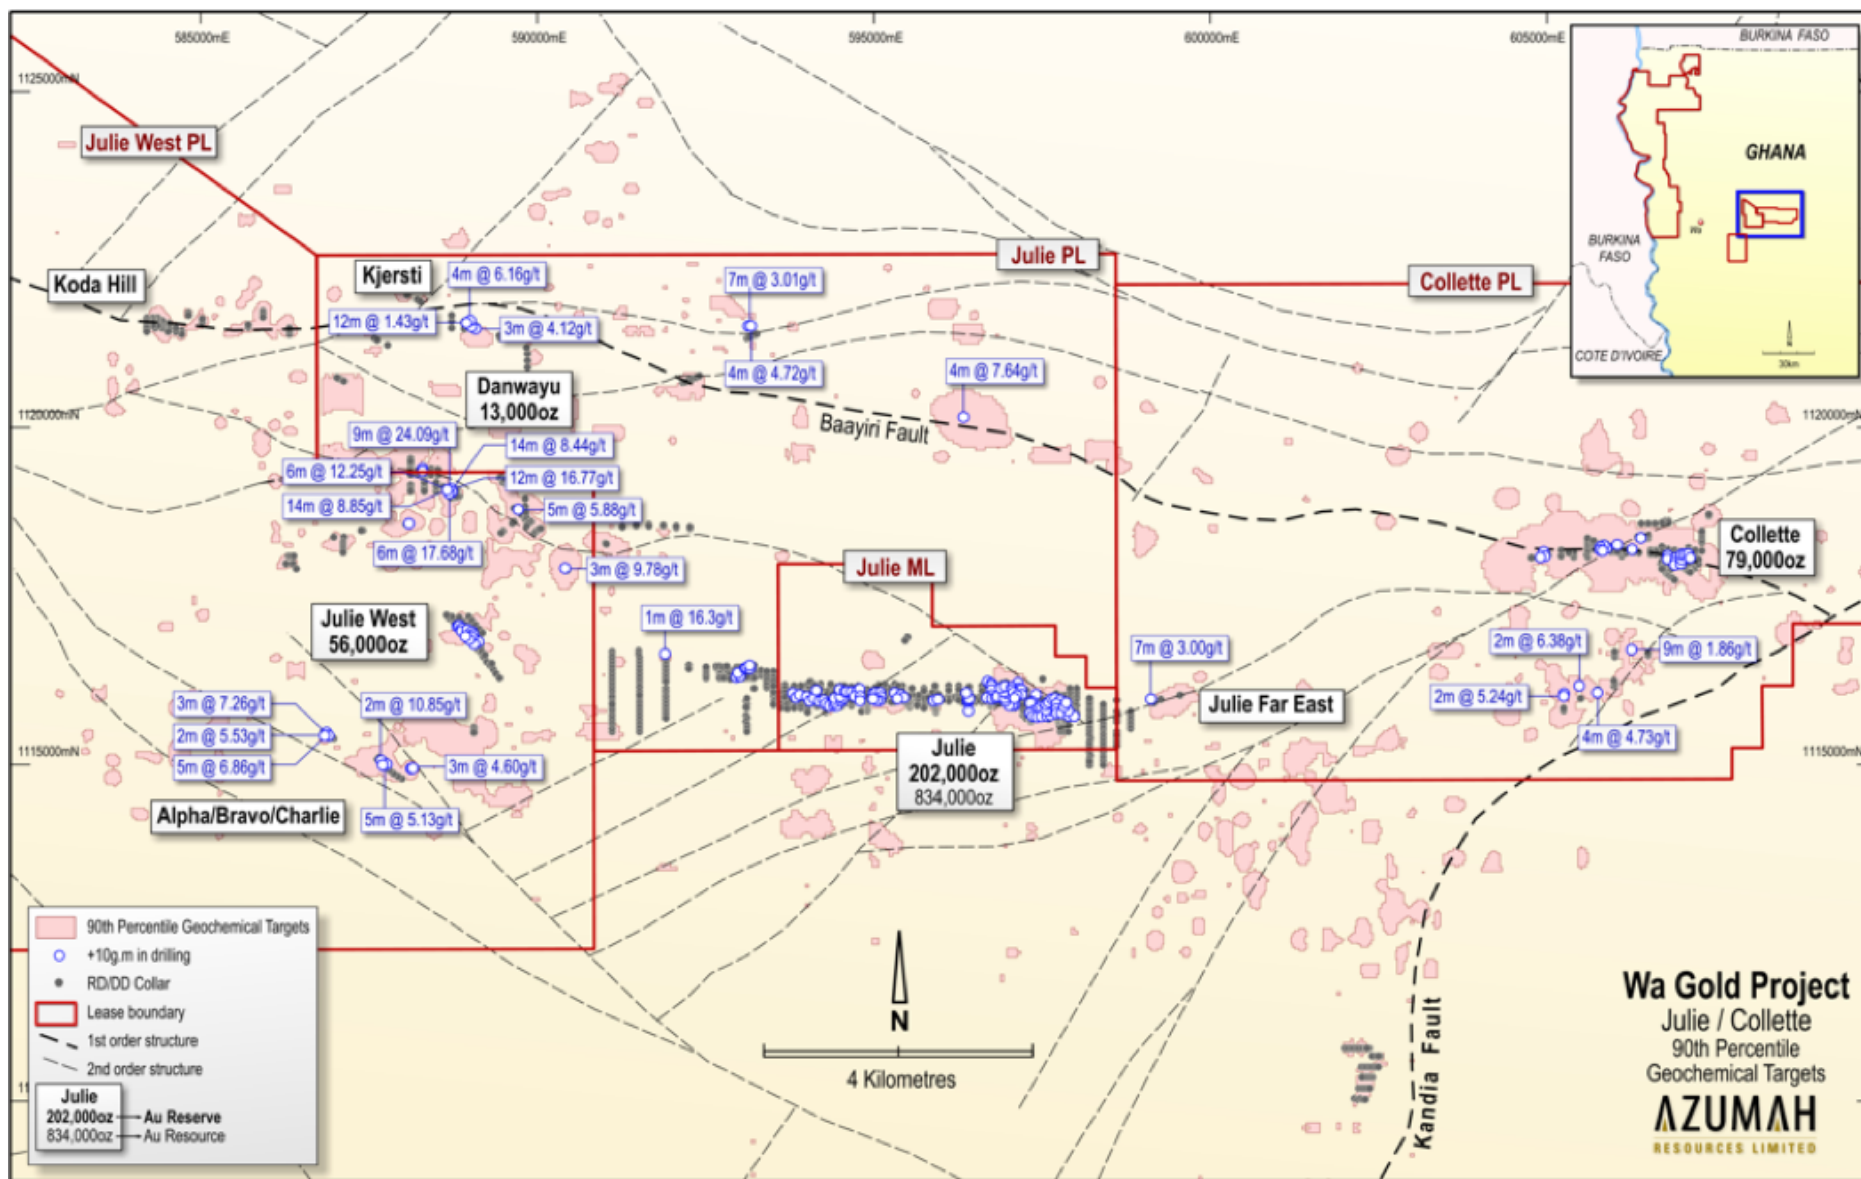 585000mE
590000mE
595000mE
600000mE
605000mE
1125000mN
1120000mN
1120000mN
1115000mN
1115000mN
BURKINA FASO
GHANA
Wa
BURKINA
FASO
COTE D'IVOIRE
30km
Julie West PL
Julie PL
Collette PL
Koda Hill
Kjersti
4m @ 6.16g/t
12m @ 1.43g/t
3m @ 4.12g/t
7m @ 3.01g/t
4m @ 4.72g/t
4m @ 7.64g/t
Danwayu
13,000oz
Baayiri Fault
9m @ 24.09g/t
14m @ 8.44g/t
6m @ 12.25g/t
12m @ 16.77g/t
14m @ 8.85g/t
5m @ 5.88g/t
6m @ 17.68g/t
3m @ 9.78g/t
Julie ML
Collette
79,000oz
Julie West
56,000oz
1m @ 16.3g/t
7m @ 3.00g/t
2m @ 6.38g/t
9m @ 1.86g/t
2m @ 5.24g/t
4m @ 4.73g/t
Julie Far East
3m @ 7.26g/t
2m @ 5.53g/t
5m @ 6.86g/t
2m @ 10.85g/t
3m @ 4.60g/t
5m @ 5.13g/t
Alpha/Bravo/Charlie
Julie
202,000oz
834,000oz
90th Percentile Geochemical Targets
+10g.m in drilling
RD/DD Collar
Lease boundary
1st order structure
2nd order structure
Julie
202,000oz Au Reserve
834,000oz Au Resource
N
4 Kilometres
Kandia Fault
Wa Gold Project
Julie / Collette
90th Percentile
Geochemical Targets
AZUMAH
RESOURCES LIMITED